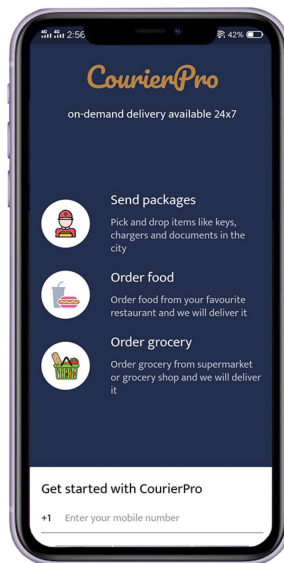 4G 4G 2:56 42%
CourierPro
on-demand delivery available 24x7
Send packages
Pick and drop items like keys,
chargers and documents in the
city
Order food
Order food from your favourite
restaurant and we will deliver it
Order grocery
Order grocery from supermarket
or grocery shop and we will deliver
it
Get started with CourierPro
+1 Enter your mobile number